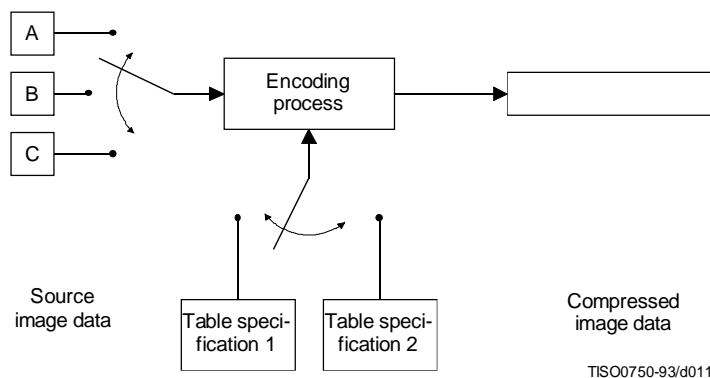 A
B
C
Encoding
process
Source
image data
Table speci-
fication 1
Table speci-
fication 2
Compressed
image data
TISO0750-93/d011